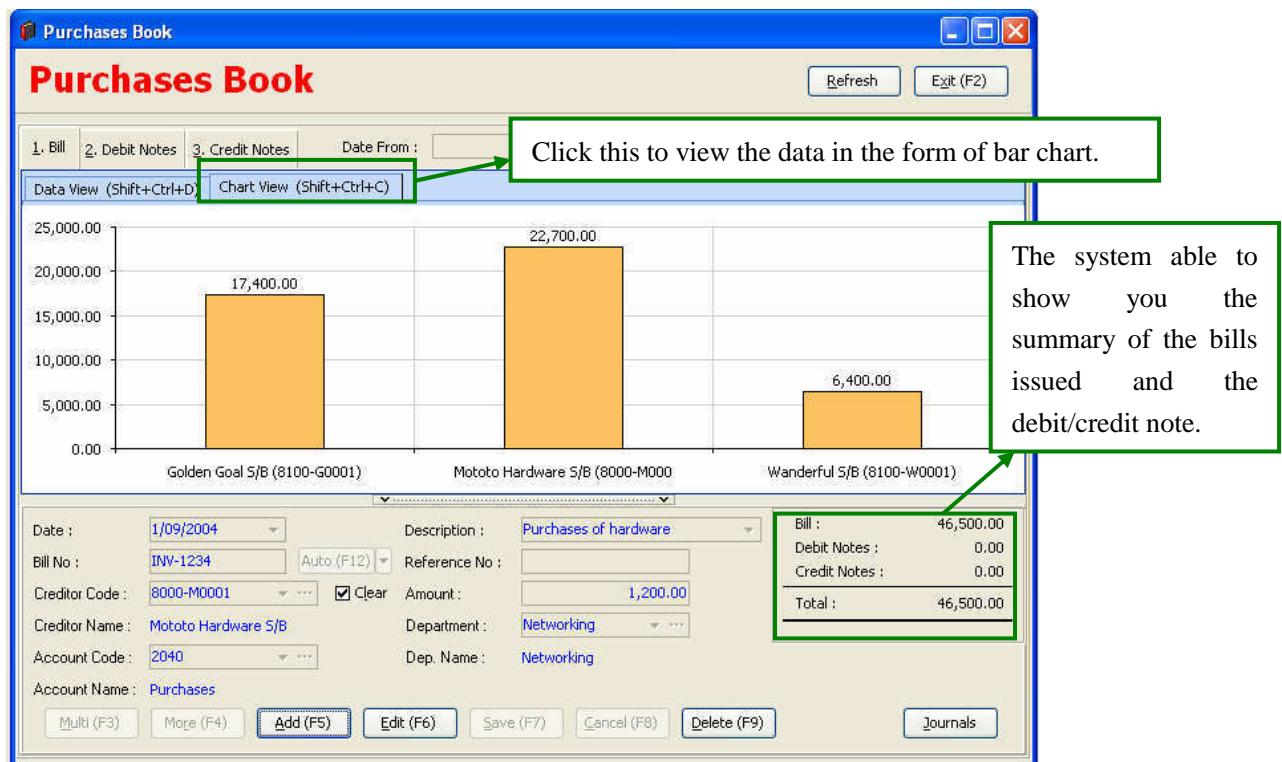 Purchases Book
Purchases Book
Refresh
Exit (F2)
1. Bill
2. Debit Notes
3. Credit Notes
Date From :
Click this to view the data in the form of bar chart.
Data View (Shift+Ctrl+D)
Chart View (Shift+Ctrl+C)
25,000.00
20,000.00
15,000.00
10,000.00
5,000.00
0.00
17,400.00
22,700.00
6,400.00
Golden Goal S/B (8100-G0001)
Mototo Hardware S/B (8000-M000
Wanderful S/B (8100-W0001)
The system able to
show you the
summary of the bills
issued and the
debit/credit note.
Date : 1/09/2004
Description : Purchases of hardware
Bill No : INV-1234 Auto (F12)
Reference No :
Creditor Code : 8000-M0001 Clear
Amount : 1,200.00
Creditor Name : Mototo Hardware S/B
Department : Networking
Account Code : 2040
Dep. Name : Networking
Account Name : Purchases
Bill : 46,500.00
Debit Notes : 0.00
Credit Notes : 0.00
Total : 46,500.00
Multi (F3)
More (F4)
Add (F5)
Edit (F6)
Save (F7)
Cancel (F8)
Delete (F9)
Journals